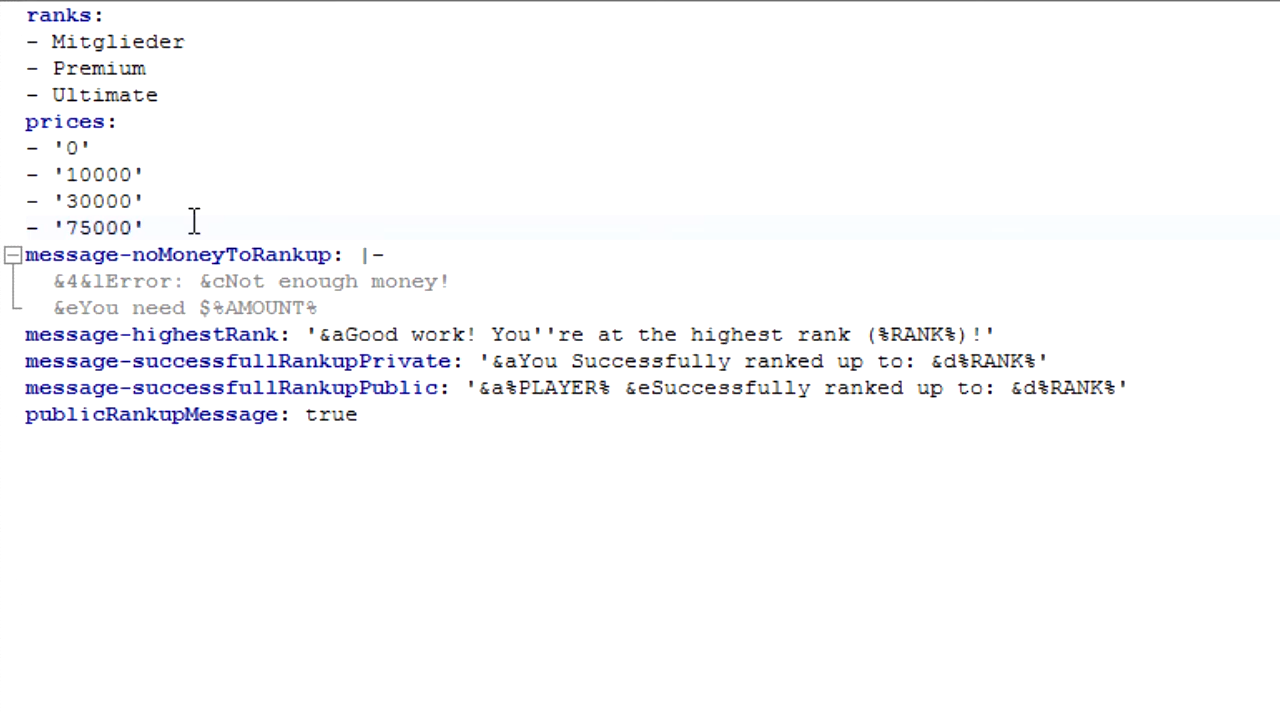 ranks:
- Mitglieder
- Premium
- Ultimate
prices:
- '0'
- '10000'
- '30000'
- '75000'
message-noMoneyToRankup: |-
&4&lError: &cNot enough money!
&eYou need $%AMOUNT%
message-highestRank: '&aGood work! You''re at the highest rank (%RANK%)!'
message-successfullRankupPrivate: '&aYou Successfully ranked up to: &d%RANK%'
message-successfullRankupPublic: '&a%PLAYER% &eSuccessfully ranked up to: &d%RANK%'
publicRankupMessage: true